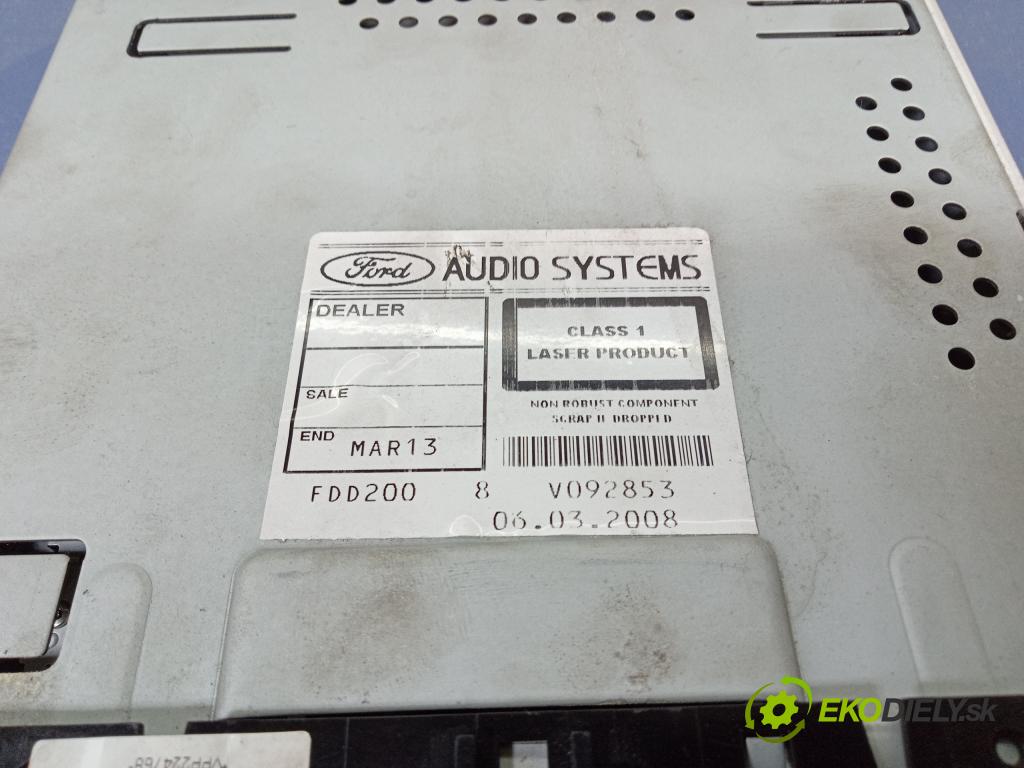 Ford AUDIO SYSTEMS
DEALER
SALE
END MAR13
CLASS 1
LASER PRODUCT
NON ROBUST COMPONENT
SCRAP IF DROPPED
FDD200 8 V092853
06.03.2008
EKODIELY.sk